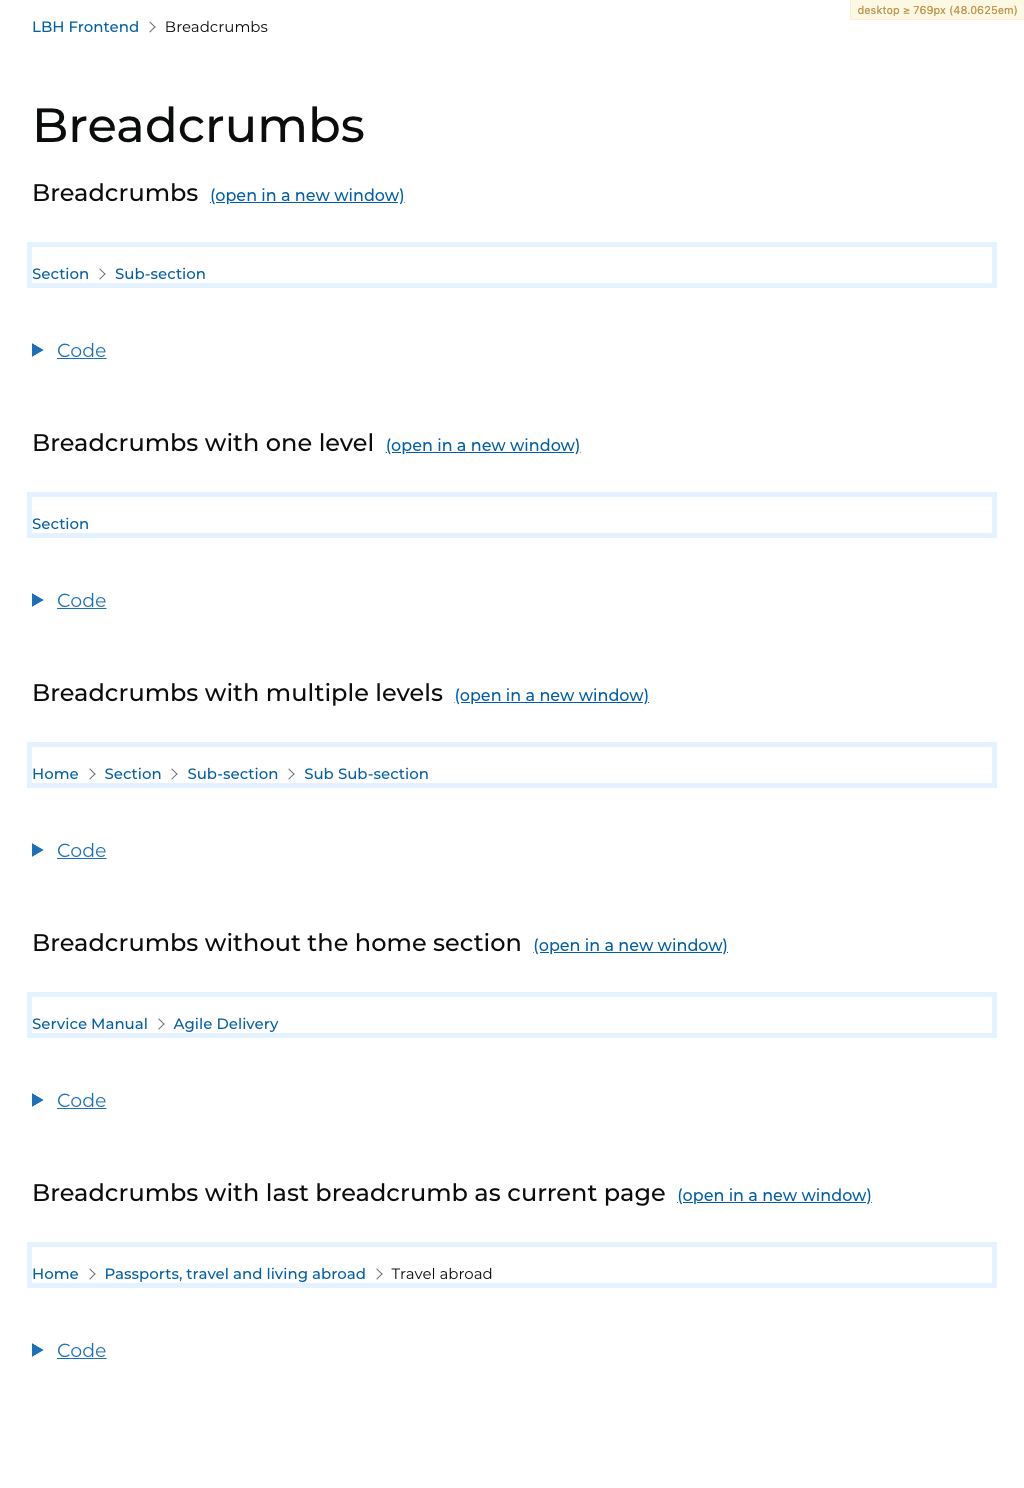 desktop ≥ 769px (48.0625em)
LBH Frontend Breadcrumbs
Breadcrumbs
Breadcrumbs (open in a new window)
Section Sub-section
Code
Breadcrumbs with one level (open in a new window)
Section
Code
Breadcrumbs with multiple levels (open in a new window)
Home Section Sub-section Sub Sub-section
Code
Breadcrumbs without the home section (open in a new window)
Service Manual Agile Delivery
Code
Breadcrumbs with last breadcrumb as current page (open in a new window)
Home Passports, travel and living abroad Travel abroad
Code